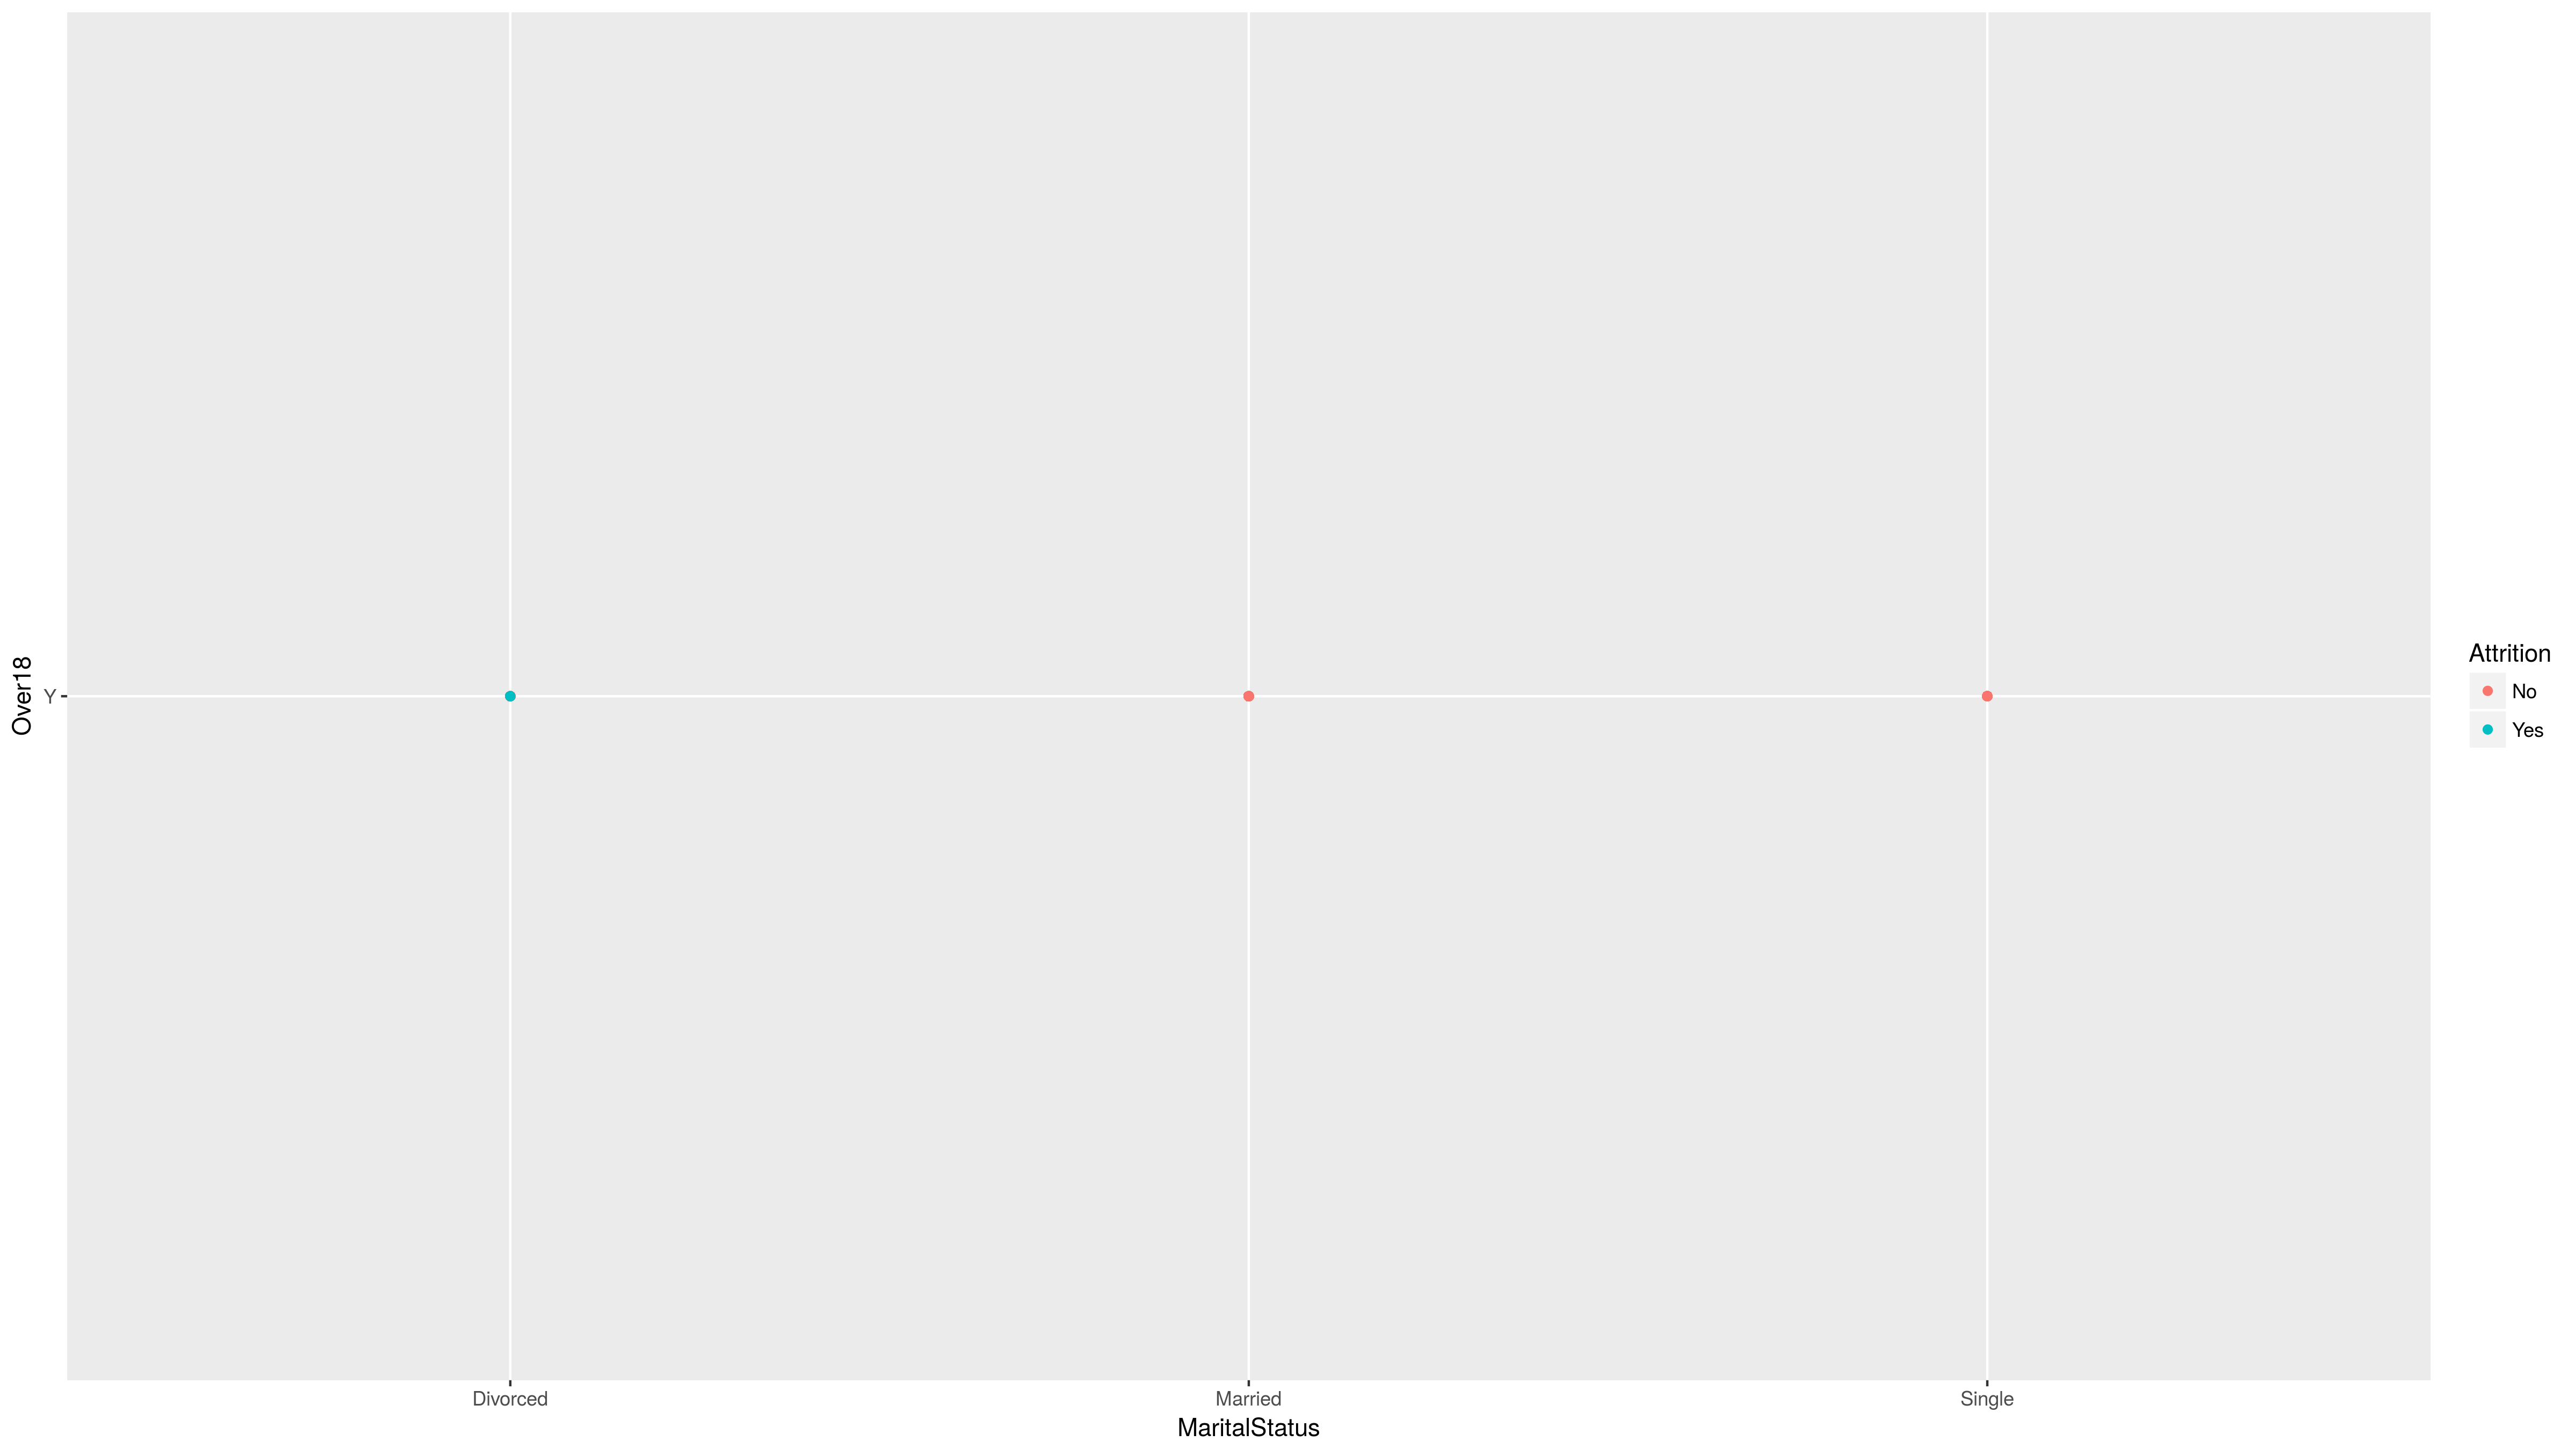 Over18
Y
Divorced
Married
Single
MaritalStatus
Attrition
No
Yes